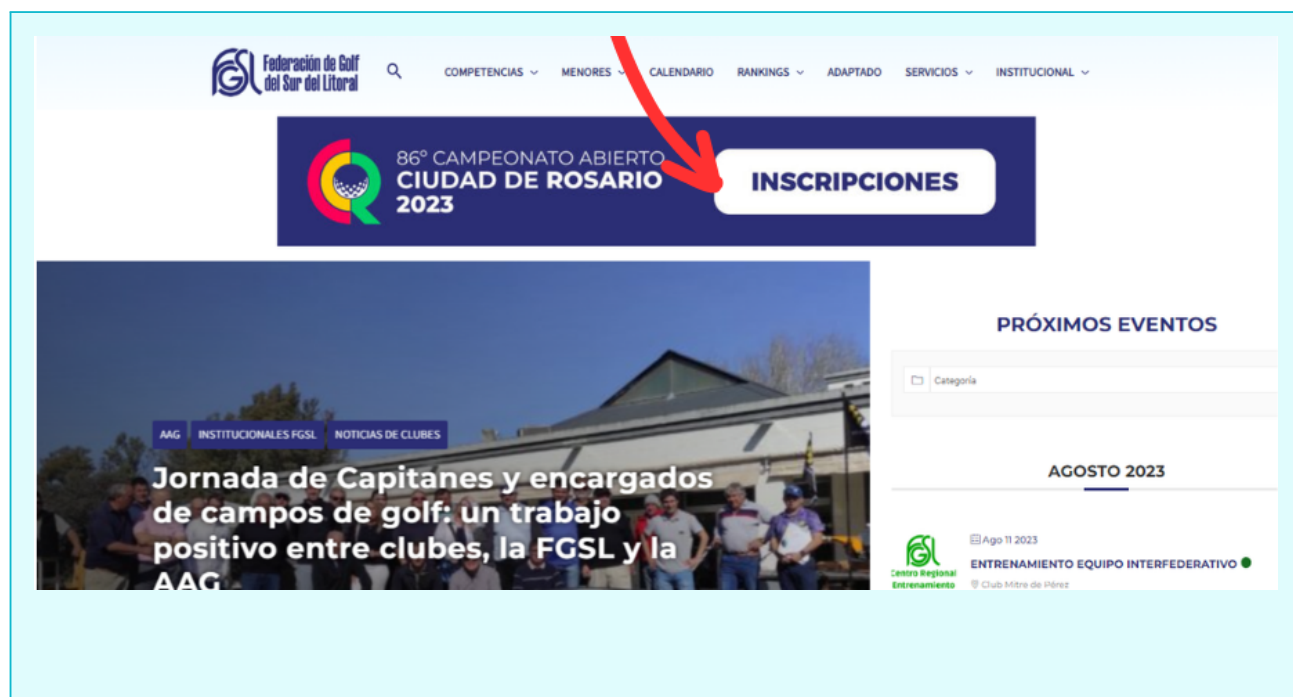 Federación de Golf
del Sur del Litoral
COMPETENCIAS MENORES CALENDARIO RANKINGS ADAPTADO SERVICIOS INSTITUCIONAL
86° CAMPEONATO ABIERTO
CIUDAD DE ROSARIO
2023
INSCRIPCIONES
AAG INSTITUCIONALES FGSL NOTICIAS DE CLUBES
Jornada de Capitanes y encargados
de campos de golf: un trabajo
positivo entre clubes, la FGSL y la
AAG
PRÓXIMOS EVENTOS
Categoría
AGOSTO 2023
Centro Regional
Entrenamiento
Ago 11 2023
ENTRENAMIENTO EQUIPO INTERFEDERATIVO
Club Mitre de Pérez